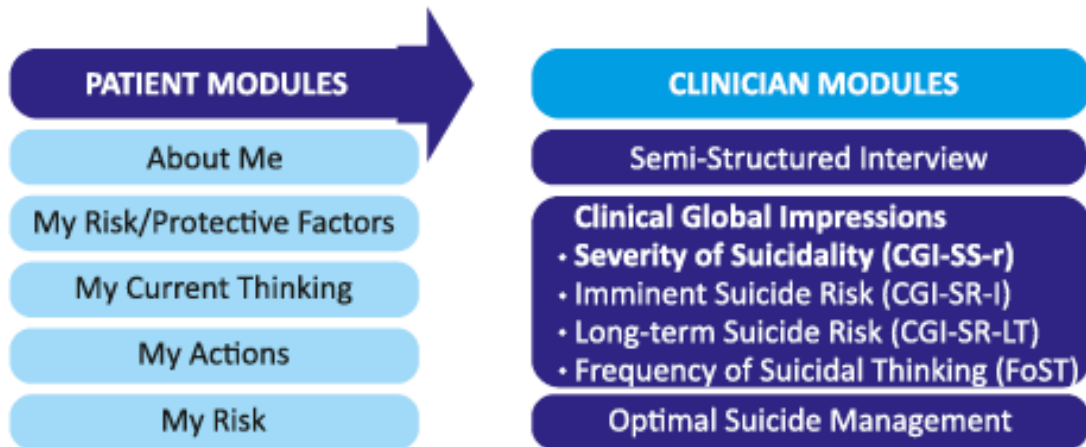 PATIENT MODULES
About Me
My Risk/Protective Factors
My Current Thinking
My Actions
My Risk
CLINICIAN MODULES
Semi-Structured Interview
Clinical Global Impressions
• Severity of Suicidality (CGI-SS-r)
• Imminent Suicide Risk (CGI-SR-I)
• Long-term Suicide Risk (CGI-SR-LT)
• Frequency of Suicidal Thinking (FoST)
Optimal Suicide Management